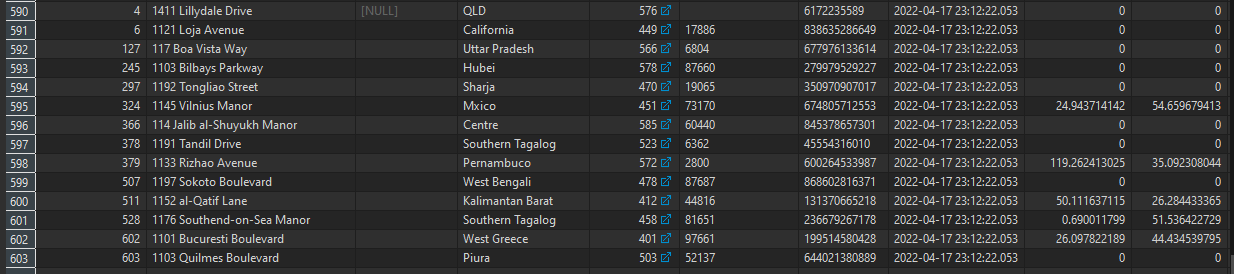 590 4 1411 Lillydale Drive [NULL] QLD 576 6172235589 2022-04-17 23:12:22.053 0 0
591 6 1121 Loja Avenue California 449 17886 838635286649 2022-04-17 23:12:22.053 0 0
592 127 117 Boa Vista Way Uttar Pradesh 566 6804 677976133614 2022-04-17 23:12:22.053 0 0
593 245 1103 Bilbays Parkway Hubei 578 87660 279979529227 2022-04-17 23:12:22.053 0 0
594 297 1192 Tongliao Street Sharja 470 19065 350970907017 2022-04-17 23:12:22.053 0 0
595 324 1145 Vilnius Manor Mxico 451 73170 674805712553 2022-04-17 23:12:22.053 24.943714142 54.659679413
596 366 114 Jalib al-Shuyukh Manor Centre 585 60440 845378657301 2022-04-17 23:12:22.053 0 0
597 378 1191 Tandil Drive Southern Tagalog 523 6362 45554316010 2022-04-17 23:12:22.053 0 0
598 379 1133 Rizhao Avenue Pernambuco 572 2800 600264533987 2022-04-17 23:12:22.053 119.262413025 35.092308044
599 507 1197 Sokoto Boulevard West Bengali 478 87687 868602816371 2022-04-17 23:12:22.053 0 0
600 511 1152 al-Qatif Lane Kalimantan Barat 412 44816 131370665218 2022-04-17 23:12:22.053 50.111637115 26.284433365
601 528 1176 Southend-on-Sea Manor Southern Tagalog 458 81651 236679267178 2022-04-17 23:12:22.053 0.690011799 51.536422729
602 602 1101 Bucuresti Boulevard West Greece 401 97661 199514580428 2022-04-17 23:12:22.053 26.097822189 44.434539795
603 603 1103 Quilmes Boulevard Piura 503 52137 644021380889 2022-04-17 23:12:22.053 0 0